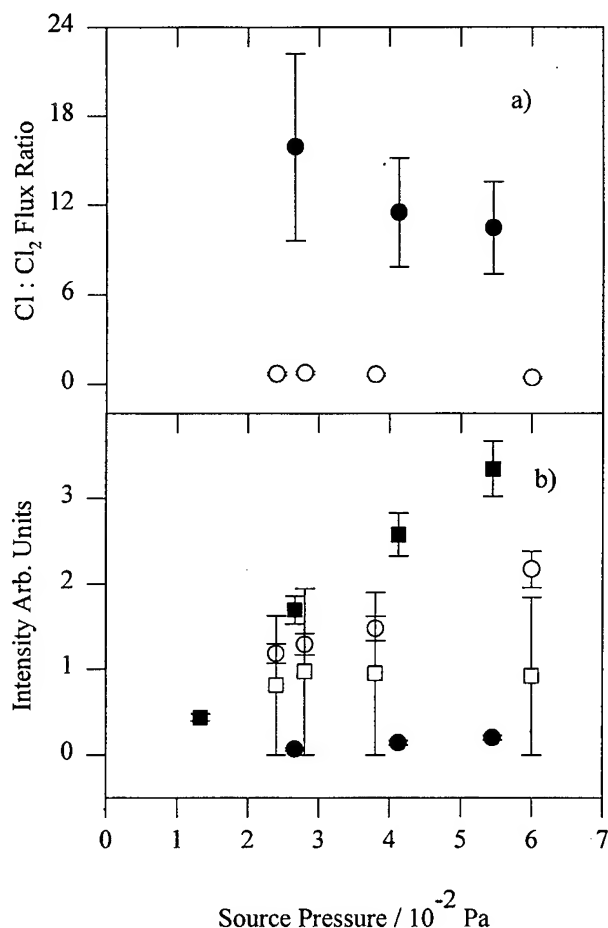 24
18
12
6
0
Cl : Cl₂ Flux Ratio
a)
3
2
1
0
Intensity Arb. Units
b)
0 1 2 3 4 5 6 7
Source Pressure / 10⁻² Pa